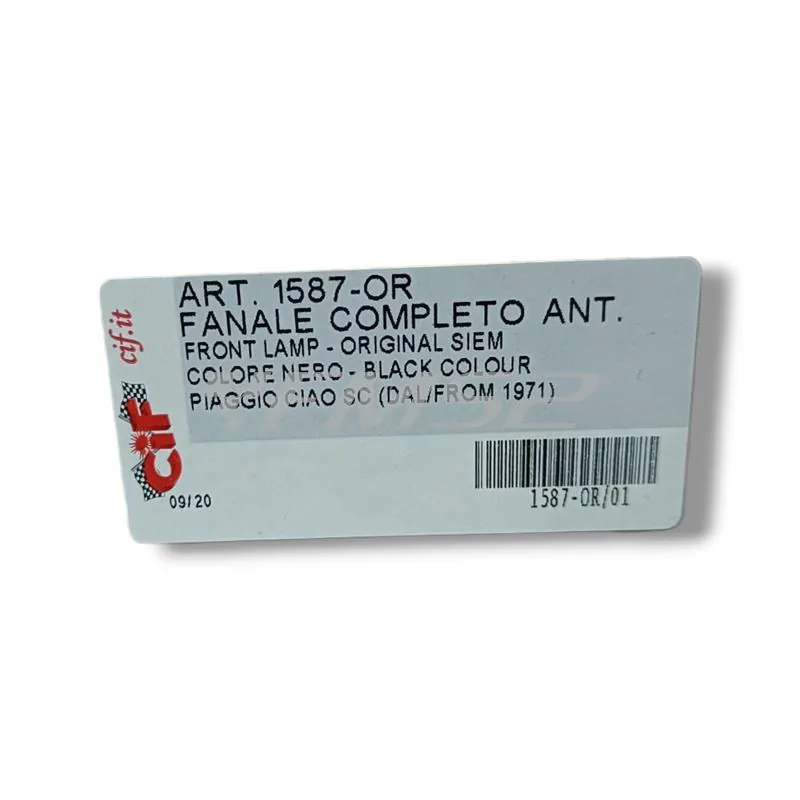 ART. 1587-OR
FANALE COMPLETO ANT.
FRONT LAMP - ORIGINAL SIEM
COLORE NERO - BLACK COLOUR
PIAGGIO CIAO SC (DAL/FROM 1971)
cif.it
CIF
09/20
1587-OR/01